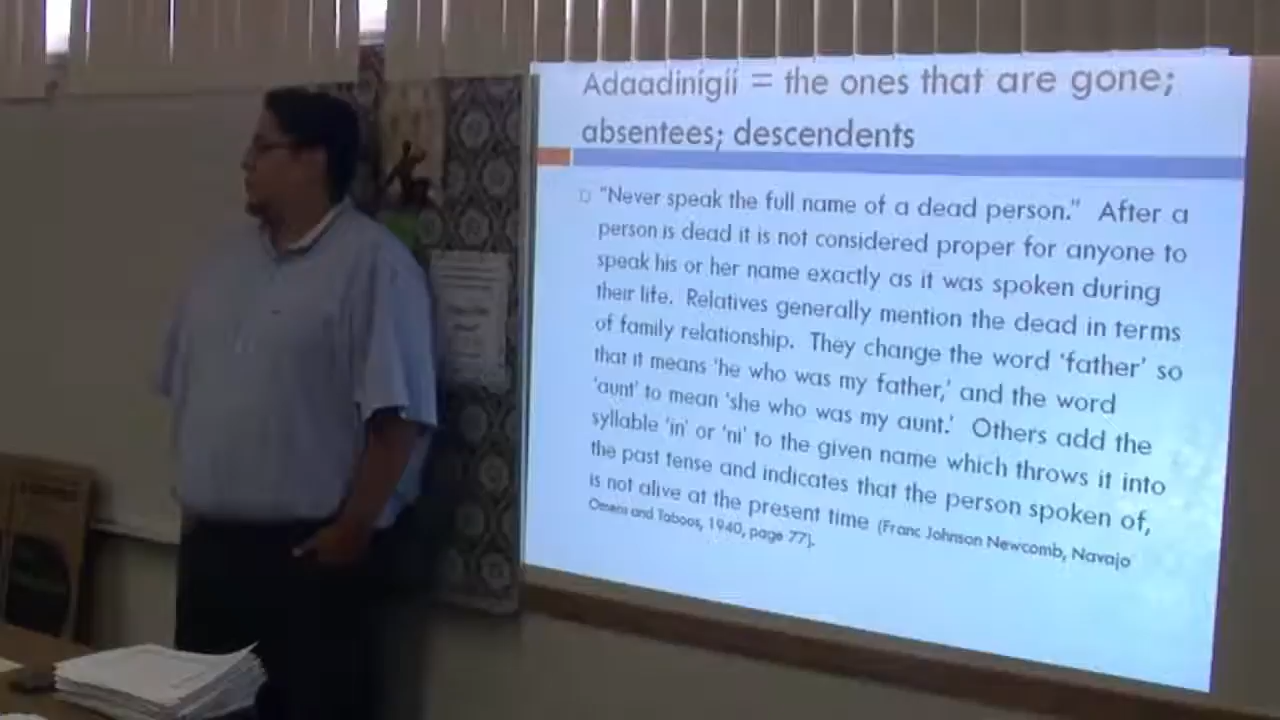 Adaadinígíí = the ones that are gone;
absentees; descendents
"Never speak the full name of a dead person." After a
person is dead it is not considered proper for anyone to
speak his or her name exactly as it was spoken during
their life. Relatives generally mention the dead in terms
of family relationship. They change the word 'father' so
that it means 'he who was my father,' and the word
'aunt' to mean 'she who was my aunt.' Others add the
syllable 'in' or 'ni' to the given name which throws it into
the past tense and indicates that the person spoken of,
is not alive at the present time (Franc Johnson Newcomb, Navajo
Omens and Taboos, 1940, page 77).